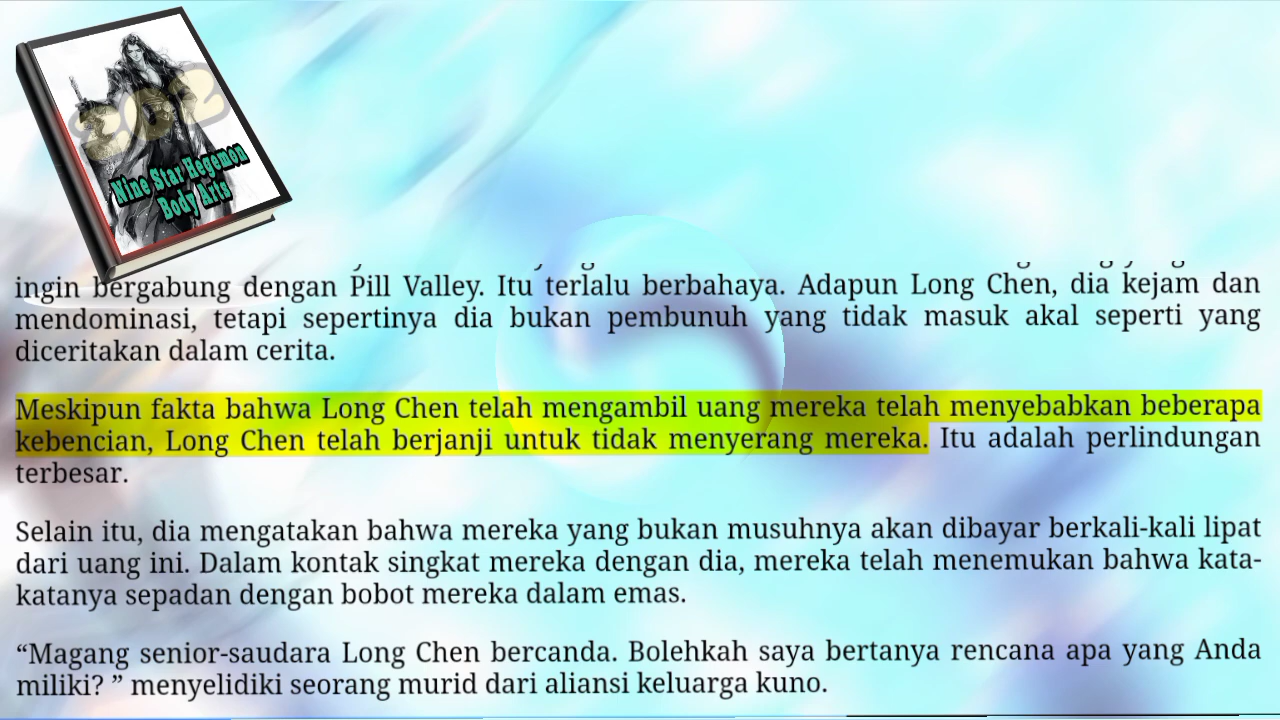 Nine Star Hegemon
Body Arts
ingin bergabung dengan Pill Valley. Itu terlalu berbahaya. Adapun Long Chen, dia kejam dan
mendominasi, tetapi sepertinya dia bukan pembunuh yang tidak masuk akal seperti yang
diceritakan dalam cerita.
Meskipun fakta bahwa Long Chen telah mengambil uang mereka telah menyebabkan beberapa
kebencian, Long Chen telah berjanji untuk tidak menyerang mereka. Itu adalah perlindungan
terbesar.
Selain itu, dia mengatakan bahwa mereka yang bukan musuhnya akan dibayar berkali-kali lipat
dari uang ini. Dalam kontak singkat mereka dengan dia, mereka telah menemukan bahwa kata-
katanya sepadan dengan bobot mereka dalam emas.
“Magang senior-saudara Long Chen bercanda. Bolehkah saya bertanya rencana apa yang Anda
miliki? ” menyelidiki seorang murid dari aliansi keluarga kuno.